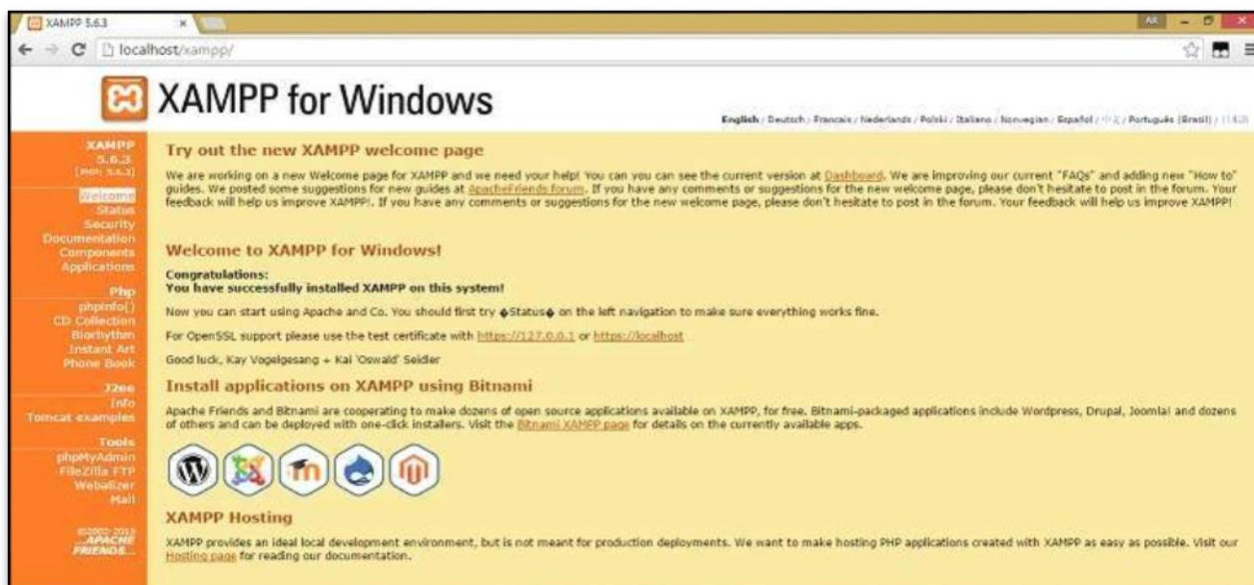 XAMPP 5.6.3
AK
localhost/xampp/
XAMPP for Windows
English / Deutsch / Francais / Nederlands / Polski / Italiano / Norwegian / Español / 中文 / Português (Brasil) /
XAMPP
5.6.3
[PHP: 5.6.3]
Welcome
Status
Security
Documentation
Components
Applications
Php
phpinfo()
CD Collection
Biorhythm
Instant Art
Phone Book
J2ee
Info
Tomcat examples
Tools
phpMyAdmin
FileZilla FTP
Webalizer
Mail
...APACHE
FRIENDS...
Try out the new XAMPP welcome page
We are working on a new Welcome page for XAMPP and we need your help! You can you can see the current version at Dashboard. We are improving our current "FAQs" and adding new "How to"
guides. We posted some suggestions for new guides at ApacheFriends forum. If you have any comments or suggestions for the new welcome page, please don't hesitate to post in the forum. Your
feedback will help us improve XAMPP!. If you have any comments or suggestions for the new welcome page, please don't hesitate to post in the forum. Your feedback will help us improve XAMPP!
Welcome to XAMPP for Windows!
Congratulations:
You have successfully installed XAMPP on this system!
Now you can start using Apache and Co. You should first try �Status� on the left navigation to make sure everything works fine.
For OpenSSL support please use the test certificate with https://127.0.0.1 or https://localhost
Good luck, Kay Vogelgesang + Kai 'Oswald' Seidler
Install applications on XAMPP using Bitnami
Apache Friends and Bitnami are cooperating to make dozens of open source applications available on XAMPP, for free. Bitnami-packaged applications include Wordpress, Drupal, Joomla! and dozens
of others and can be deployed with one-click installers. Visit the Bitnami XAMPP page for details on the currently available apps.
XAMPP Hosting
XAMPP provides an ideal local development environment, but is not meant for production deployments. We want to make hosting PHP applications created with XAMPP as easy as possible. Visit our
Hosting page for reading our documentation.